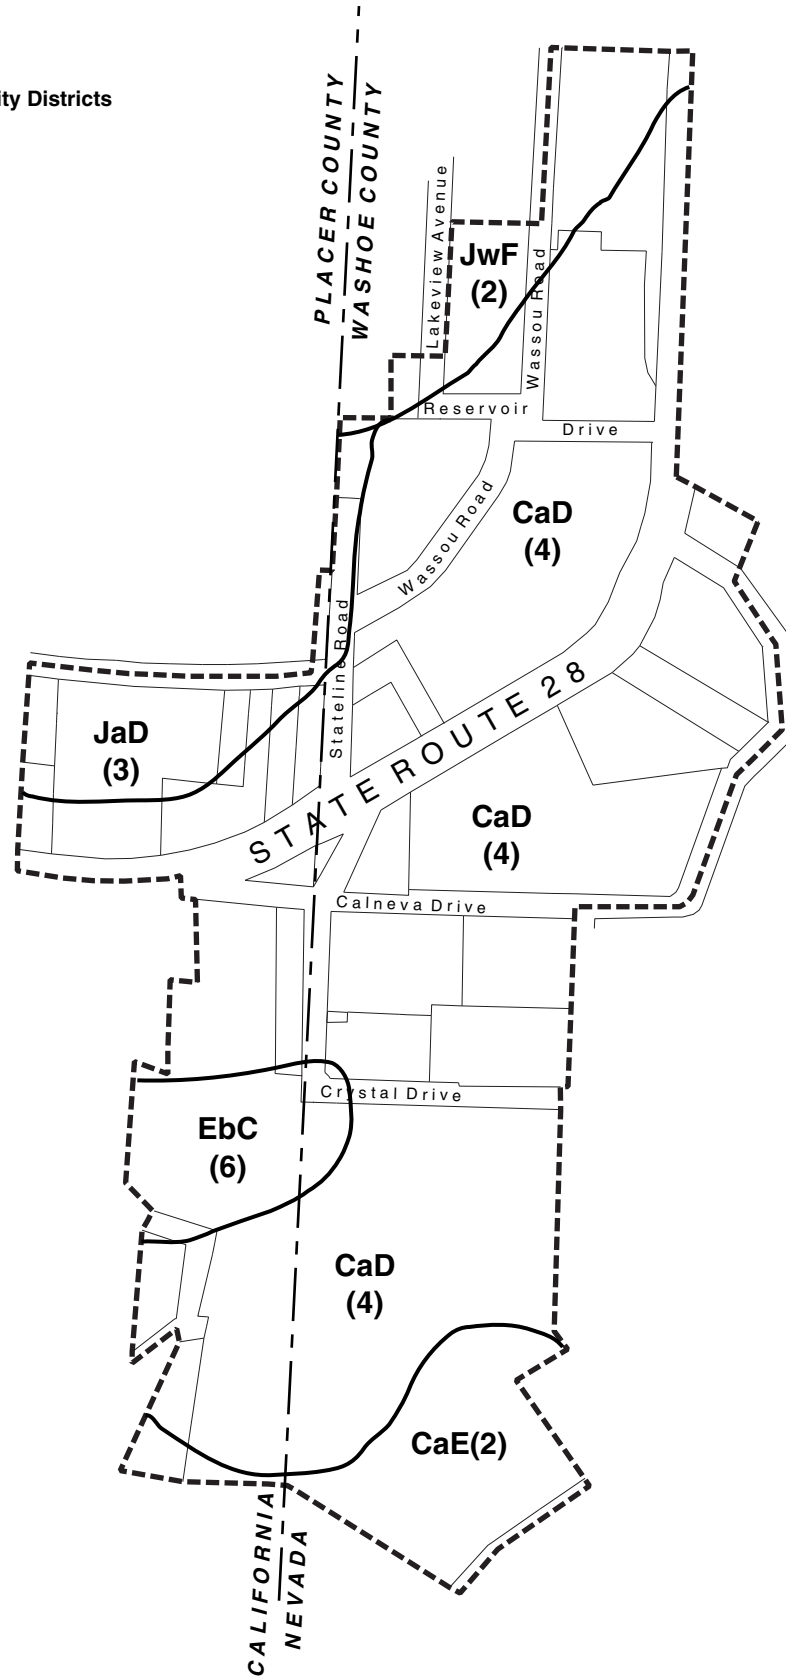 ity Districts
PLACER COUNTY
WASHOE COUNTY
Lakeview Avenue
JwF
(2)
Wassou Road
Reservoir
Drive
CaD
(4)
Wassou Road
Stateline Road
STATE ROUTE 28
JaD
(3)
CaD
(4)
Calneva Drive
Crystal Drive
EbC
(6)
CaD
(4)
CaE(2)
CALIFORNIA
NEVADA